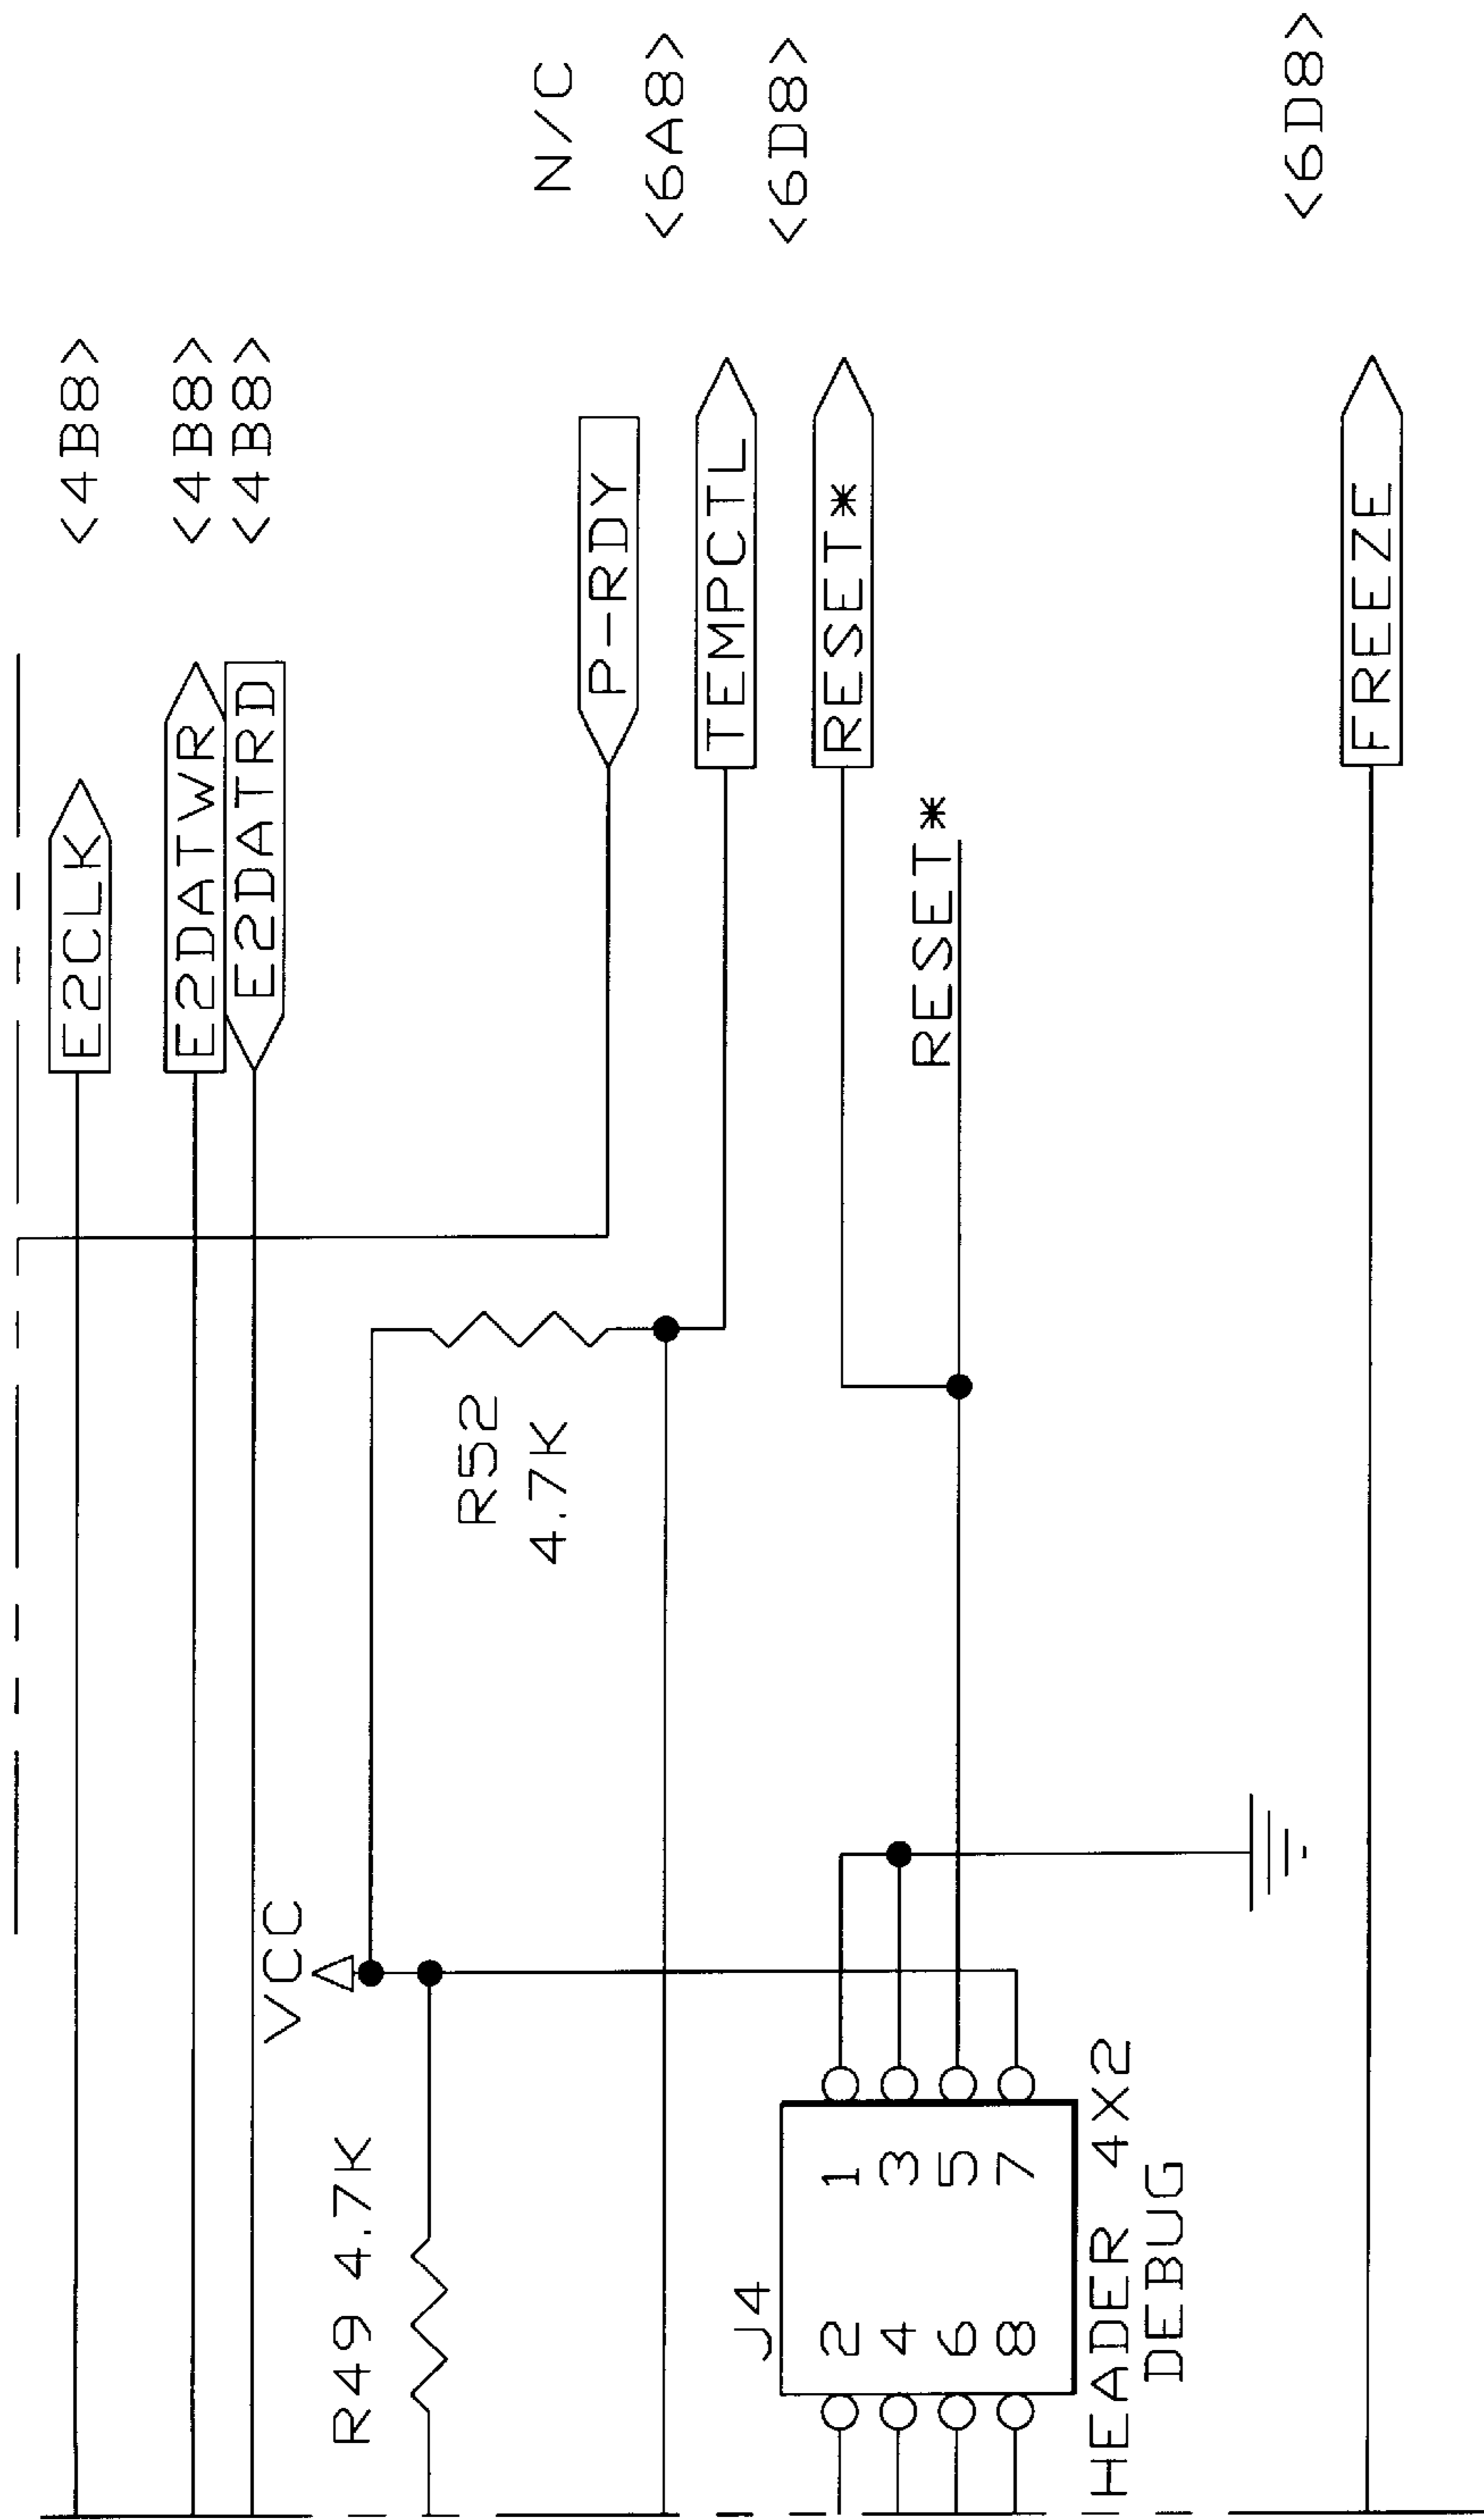 E2CLK
<4B8>
E2DATWR
<4B8>
E2DATRD
<4B8>
VCC
R49 4.7K
R52
4.7K
N/C
P-RDY
<6A8>
TEMPCTL
<6D8>
RESET*
RESET*
J4
2 1
4 3
6 5
8 7
HEADER 4X2
DEBUG
<6D8>
FREEZE